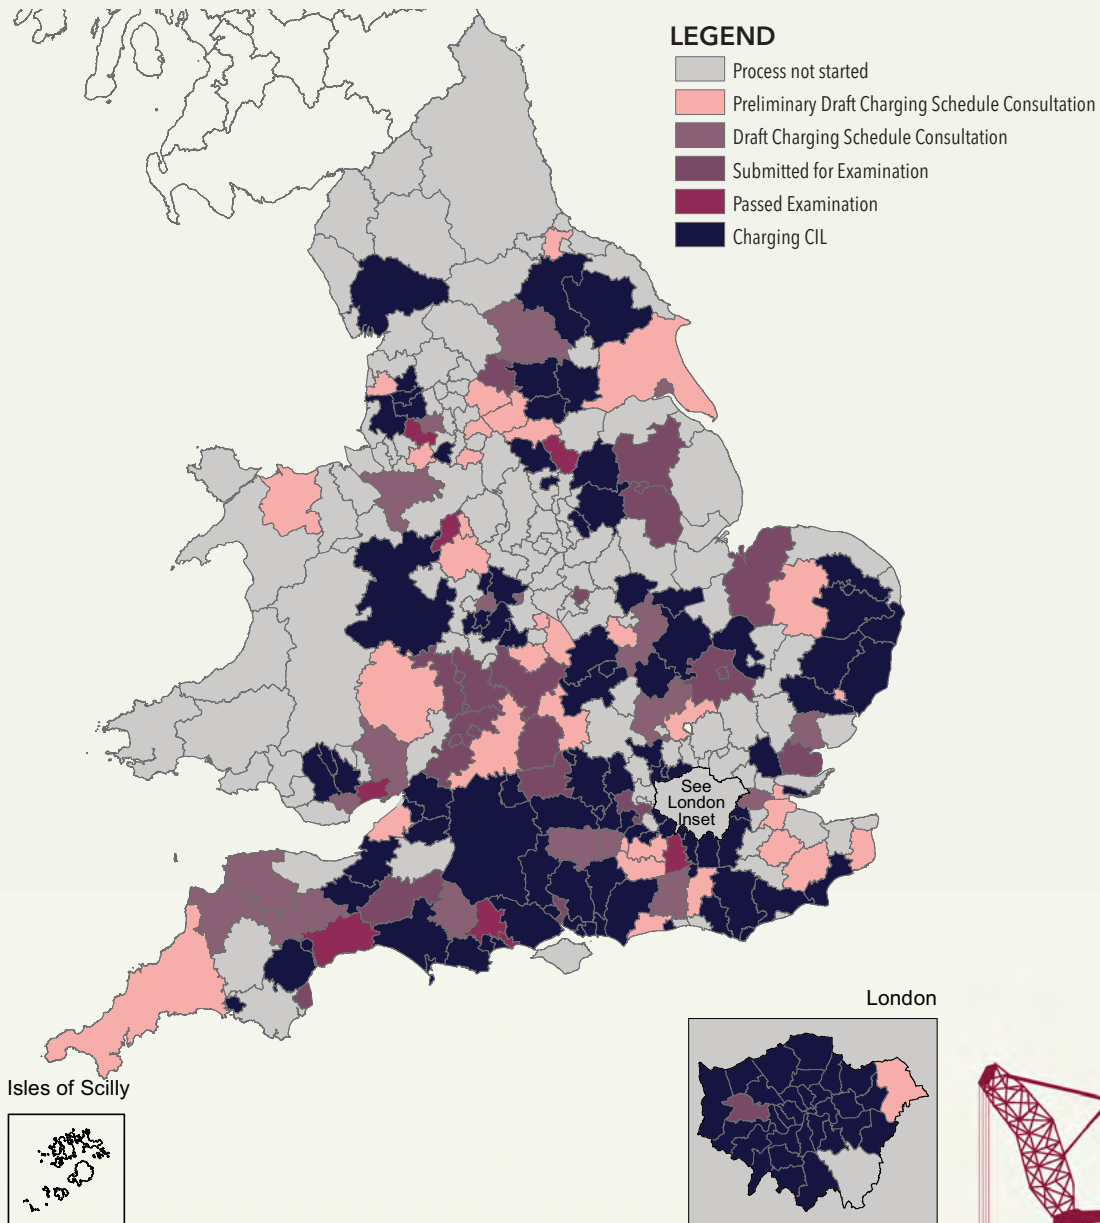 LEGEND
Process not started
Preliminary Draft Charging Schedule Consultation
Draft Charging Schedule Consultation
Submitted for Examination
Passed Examination
Charging CIL
See
London
Inset
London
Isles of Scilly